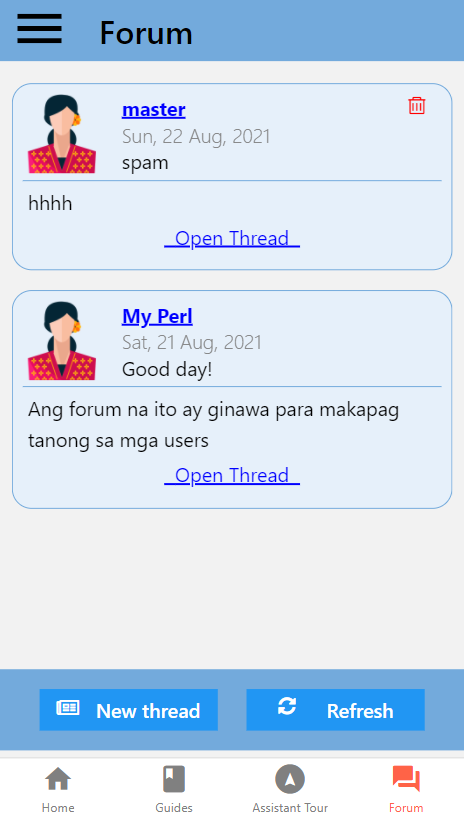 Forum
master
Sun, 22 Aug, 2021
spam
hhhh
Open Thread
My Perl
Sat, 21 Aug, 2021
Good day!
Ang forum na ito ay ginawa para makapag
tanong sa mga users
Open Thread
New thread
Refresh
Home
Guides
Assistant Tour
Forum